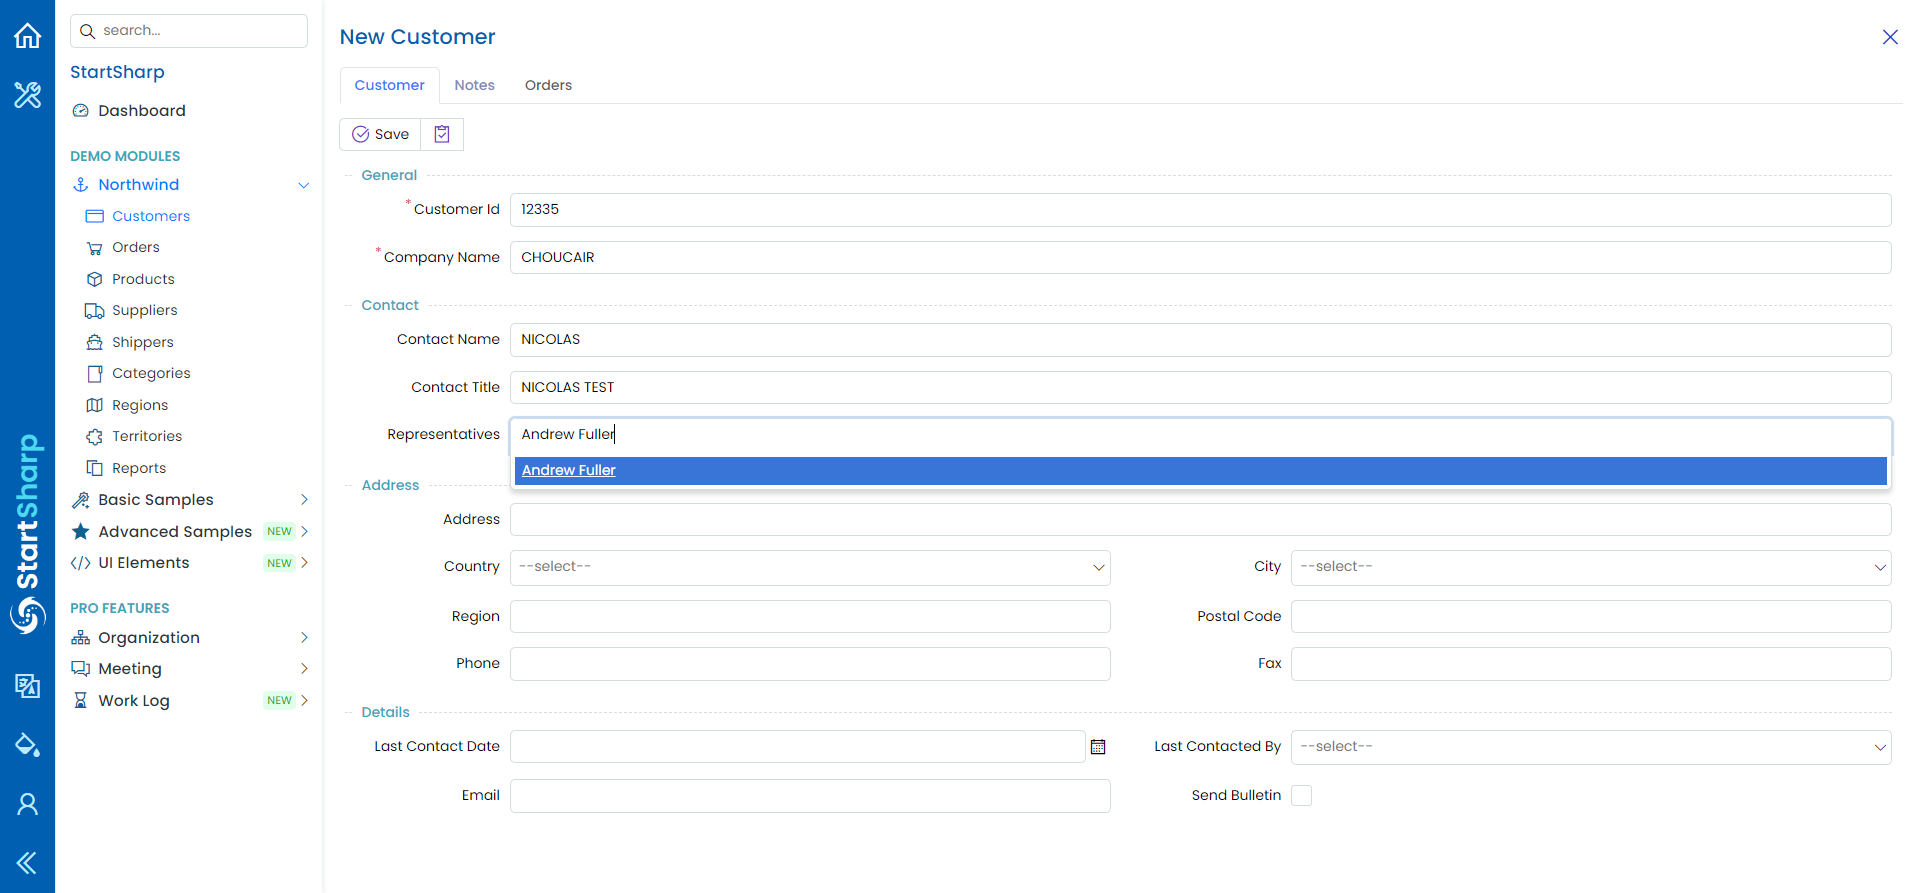 search...
StartSharp
Dashboard
DEMO MODULES
Northwind
Customers
Orders
Products
Suppliers
Shippers
Categories
Regions
Territories
Reports
Basic Samples
Advanced Samples NEW
UI Elements NEW
PRO FEATURES
Organization
Meeting
Work Log NEW
StartSharp
New Customer
Customer Notes Orders
Save
General
* Customer Id 12335
* Company Name CHOUCAIR
Contact
Contact Name NICOLAS
Contact Title NICOLAS TEST
Representatives Andrew Fuller
Andrew Fuller
Address
Address
Country --select-- City --select--
Region Postal Code
Phone Fax
Details
Last Contact Date Last Contacted By --select--
Email Send Bulletin